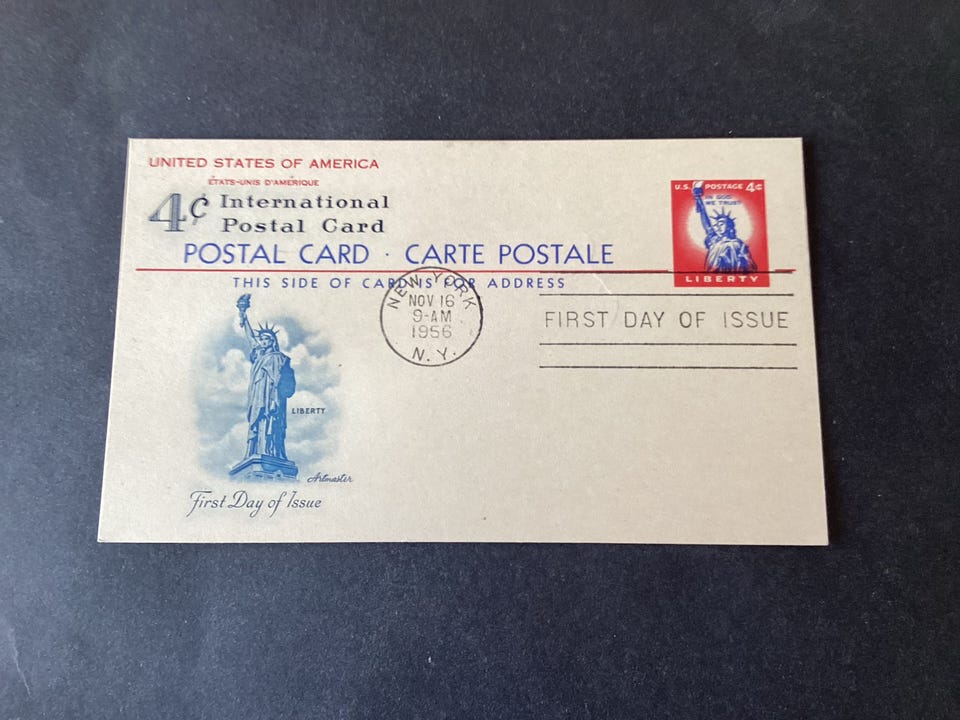 UNITED STATES OF AMERICA
ÉTATS-UNIS D'AMÉRIQUE
4¢ International
Postal Card
POSTAL CARD · CARTE POSTALE
THIS SIDE OF CARD IS FOR ADDRESS
U.S. POSTAGE 4¢
IN GOD
WE TRUST
LIBERTY
NEW YORK
NOV 16
9-AM
1956
N.Y.
FIRST DAY OF ISSUE
LIBERTY
Artmaster
First Day of Issue